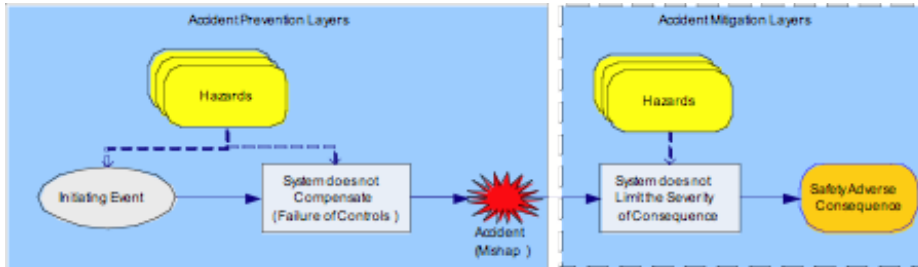 Accident Prevention Layers
Accident Mitigation Layers
Hazards
Hazards
Initiating Event
System does not
Compensate
(Failure of Controls )
Accident
(Mishap )
System does not
Limit the Severity
of Consequence
Safety Adverse
Consequence